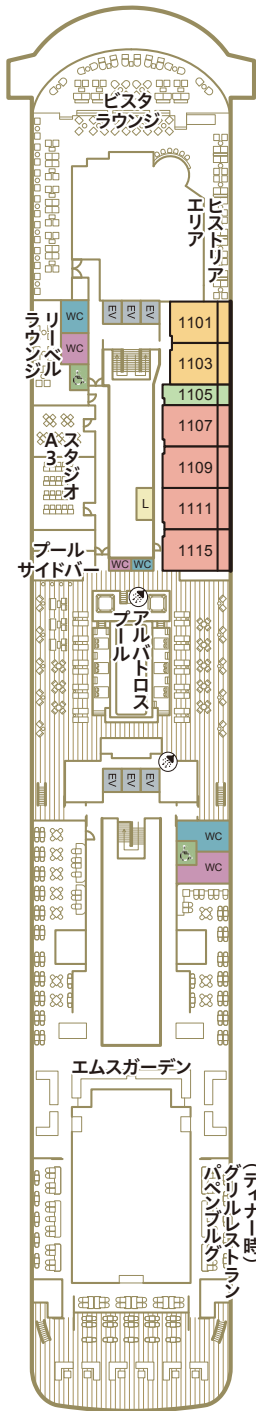 ビスタ
ラウンジ
ヒストリア
エリア
リーベル
ラウンジ
WC
WC
EV
EV
EV
1101
1103
1105
1107
1109
1111
1115
スタジオ
A3
L
プール
サイドバー
WC
WC
アルバトロス
プール
EV
EV
EV
WC
WC
エムスガーデン
(ディナー時)
グリルレストラン
パペンブルグ